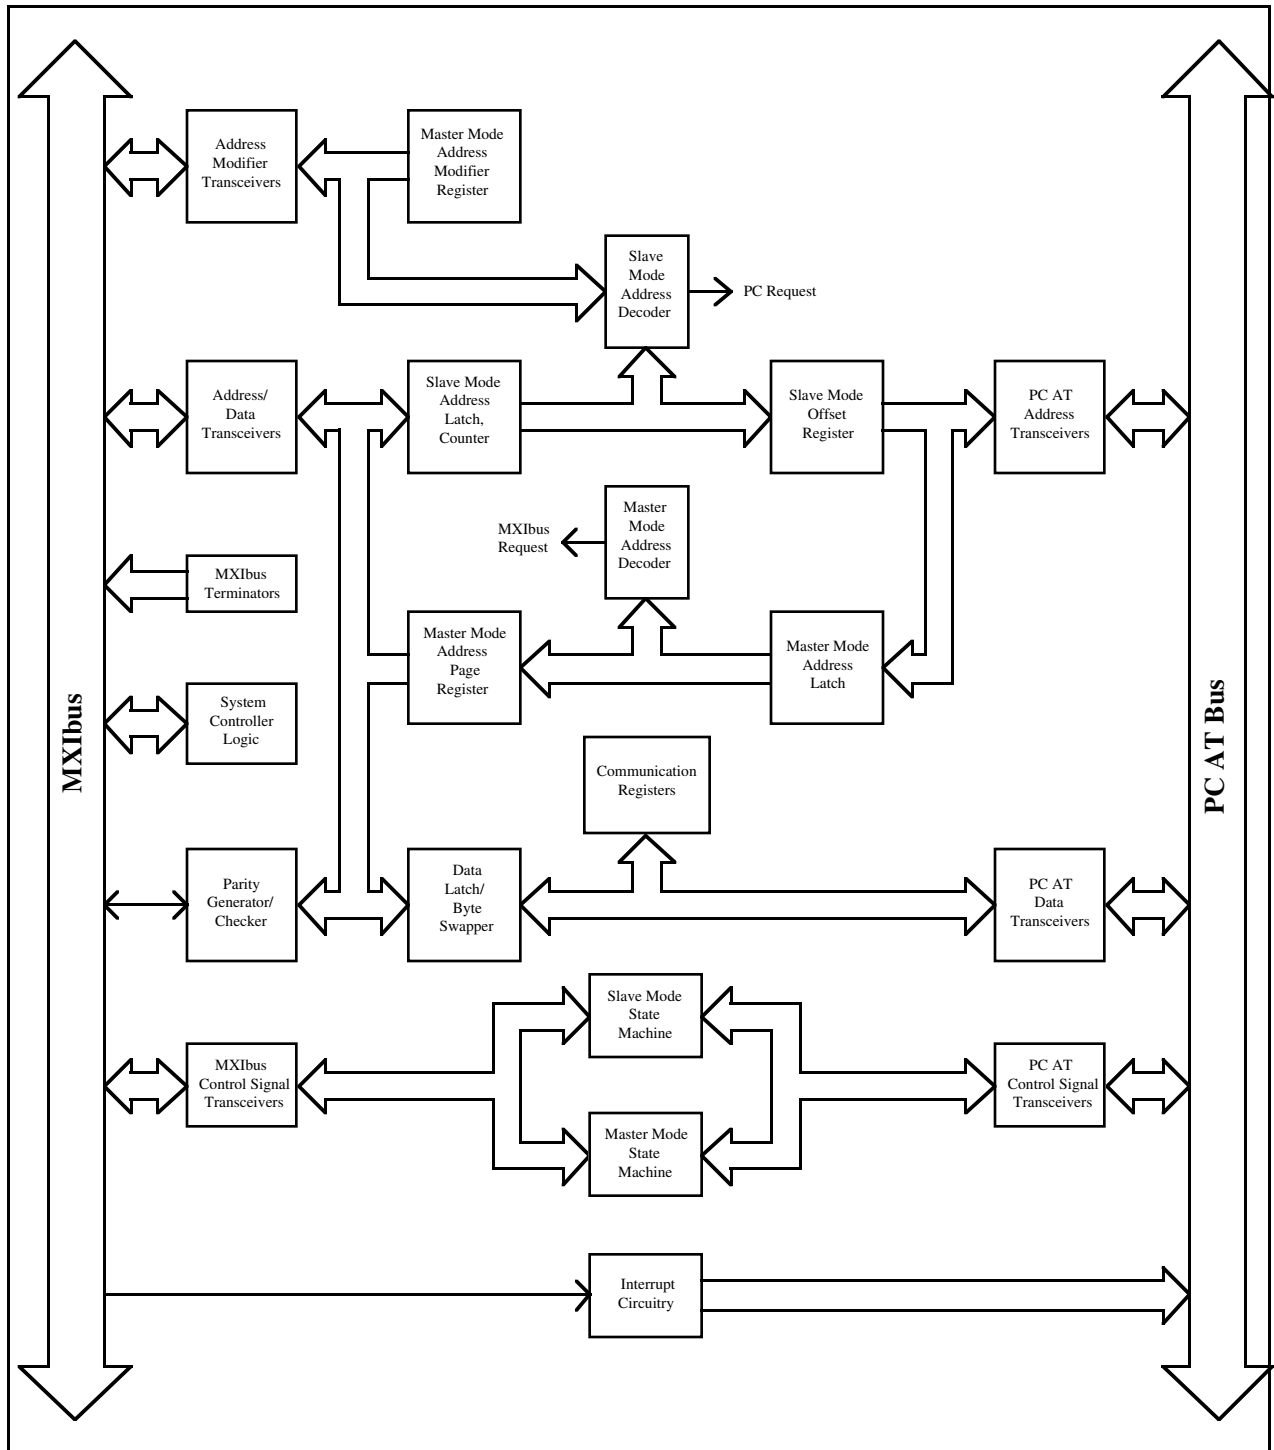 Address
Modifier
Transceivers
Master Mode
Address
Modifier
Register
Slave
Mode
Address
Decoder
PC Request
Address/
Data
Transceivers
Slave Mode
Address
Latch,
Counter
Slave Mode
Offset
Register
PC AT
Address
Transceivers
MXIbus
Request
Master
Mode
Address
Decoder
MXIbus
Terminators
Master Mode
Address
Page
Register
Master Mode
Address
Latch
System
Controller
Logic
MXIbus
PC AT Bus
Communication
Registers
Parity
Generator/
Checker
Data
Latch/
Byte
Swapper
PC AT
Data
Transceivers
Slave Mode
State
Machine
MXIbus
Control Signal
Transceivers
PC AT
Control Signal
Transceivers
Master Mode
State
Machine
Interrupt
Circuitry